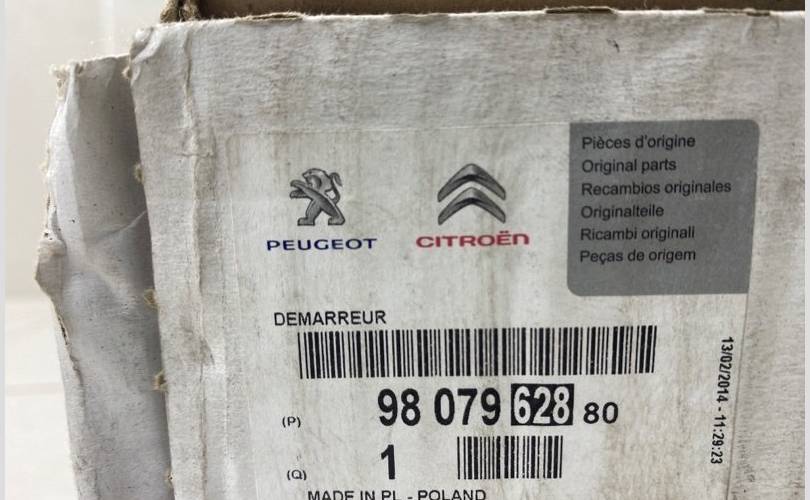 PEUGEOT
CITROËN
Pièces d'origine
Original parts
Recambios originales
Originalteile
Ricambi originali
Peças de origem
DEMARREUR
(P) 98 079 628 80
(Q) 1
MADE IN PL - POLAND
13/02/2014 - 11:29:23